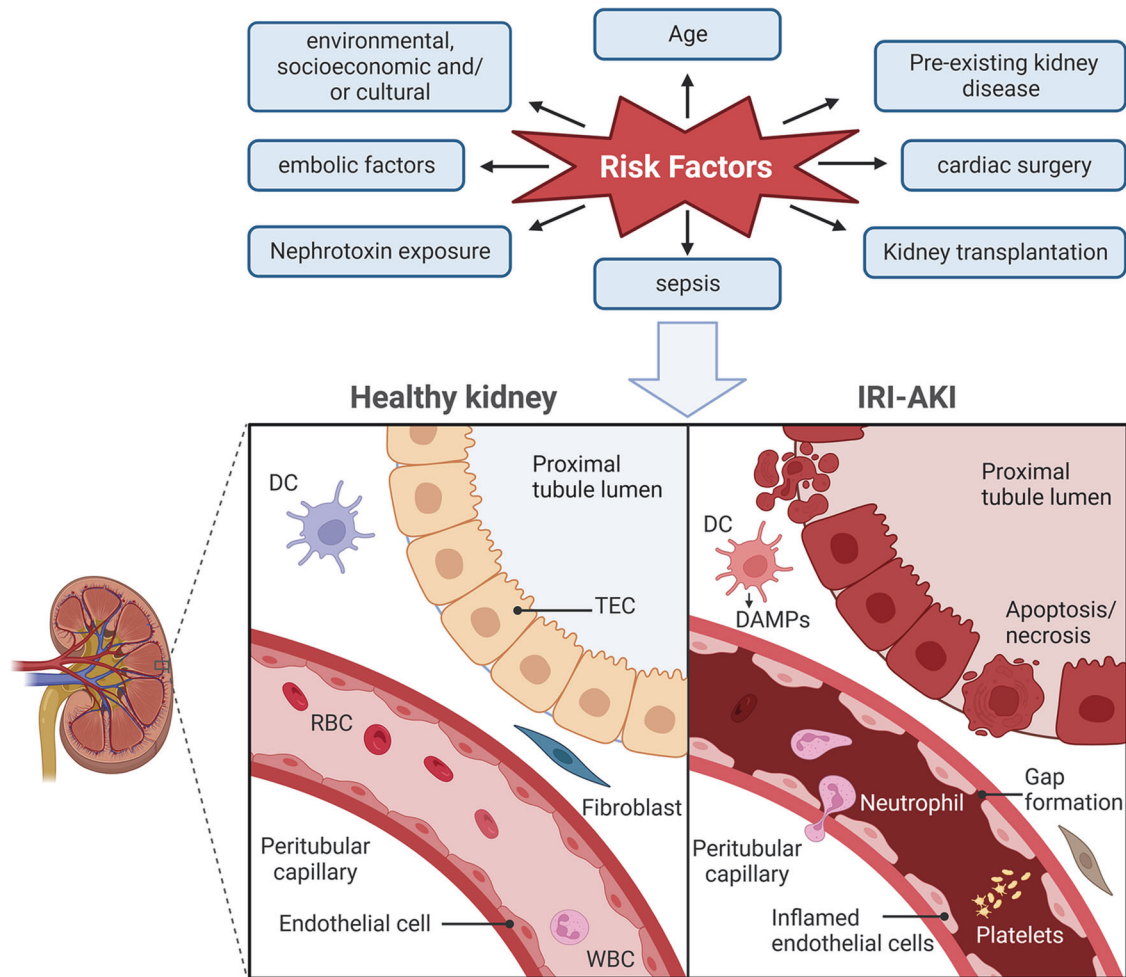 environmental,
socioeconomic and/
or cultural
Age
Pre-existing kidney
disease
embolic factors
Risk Factors
cardiac surgery
Nephrotoxin exposure
sepsis
Kidney transplantation
Healthy kidney
IRI-AKI
DC
Proximal
tubule lumen
TEC
RBC
Fibroblast
Peritubular
capillary
Endothelial cell
WBC
Proximal
tubule lumen
DC
DAMPs
Apoptosis/
necrosis
Neutrophil
Gap
formation
Peritubular
capillary
Inflamed
endothelial cells
Platelets